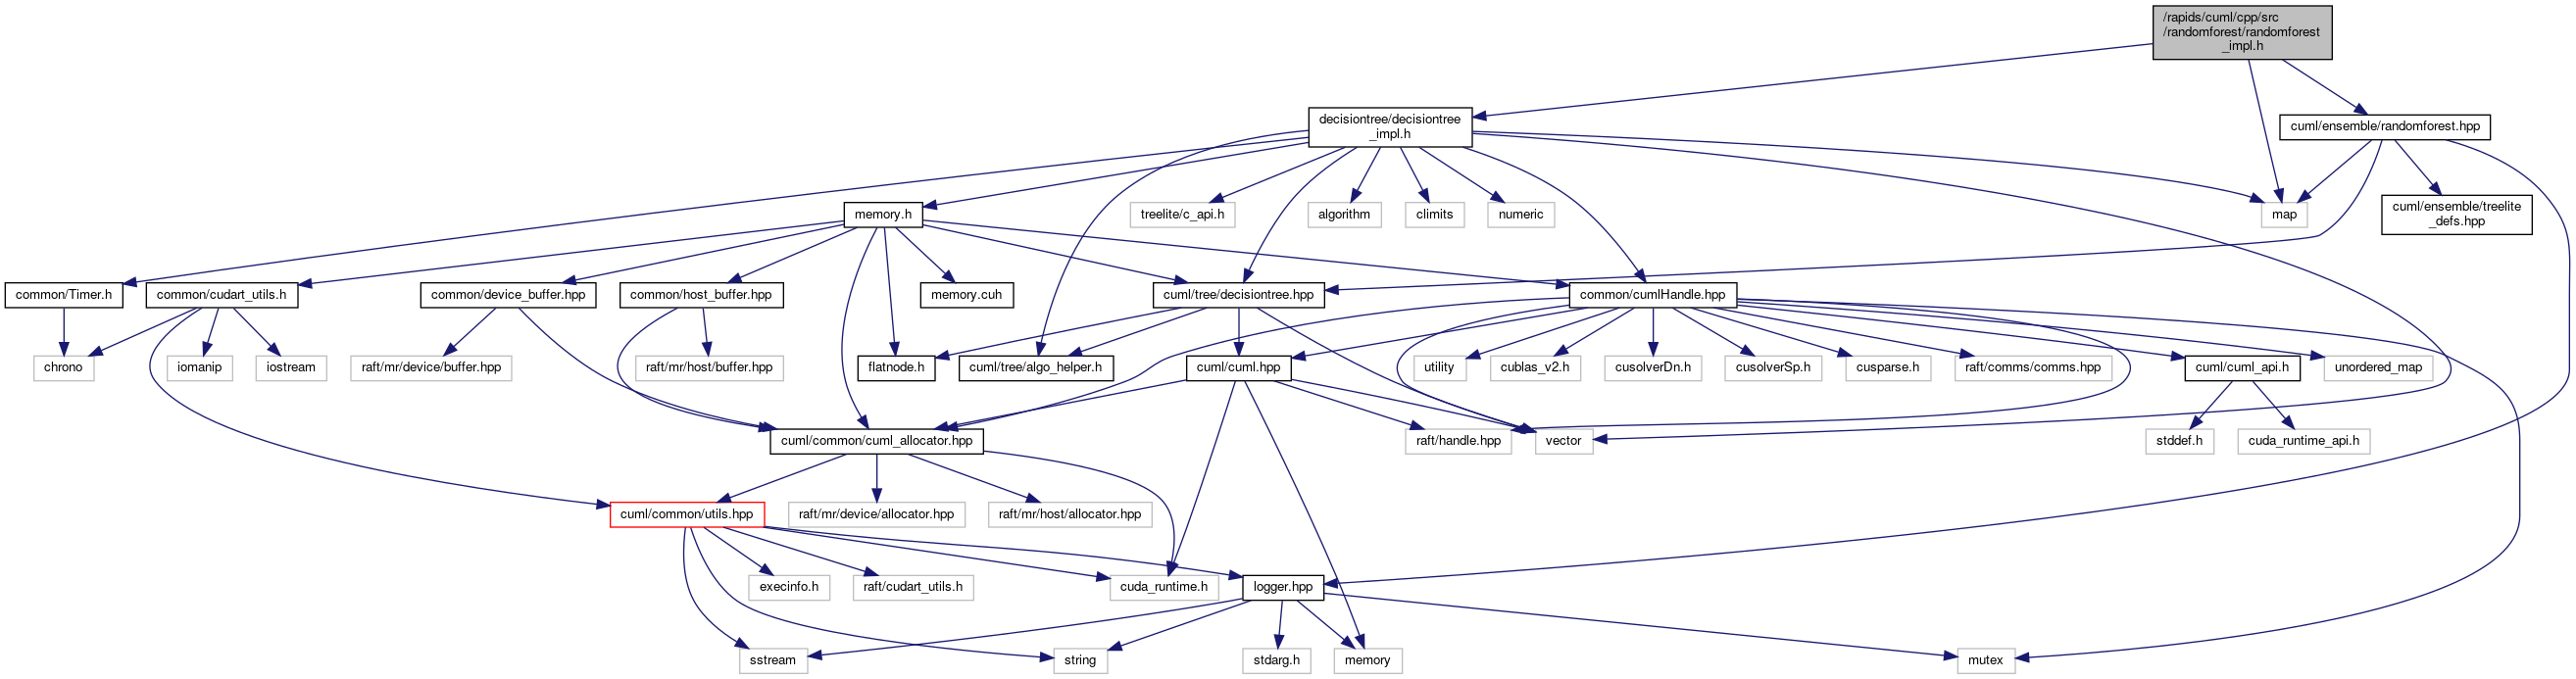 /rapids/cuml/cpp/src
/randomforest/randomforest
_impl.h
decisiontree/decisiontree
_impl.h
cuml/ensemble/randomforest.hpp
memory.h
treelite/c_api.h
algorithm
climits
numeric
map
cuml/ensemble/treelite
_defs.hpp
common/Timer.h
common/cudart_utils.h
common/device_buffer.hpp
common/host_buffer.hpp
memory.cuh
cuml/tree/decisiontree.hpp
common/cumlHandle.hpp
chrono
iomanip
iostream
raft/mr/device/buffer.hpp
raft/mr/host/buffer.hpp
flatnode.h
cuml/tree/algo_helper.h
cuml/cuml.hpp
utility
cublas_v2.h
cusolverDn.h
cusolverSp.h
cusparse.h
raft/comms/comms.hpp
cuml/cuml_api.h
unordered_map
cuml/common/cuml_allocator.hpp
raft/handle.hpp
vector
stddef.h
cuda_runtime_api.h
cuml/common/utils.hpp
raft/mr/device/allocator.hpp
raft/mr/host/allocator.hpp
execinfo.h
raft/cudart_utils.h
cuda_runtime.h
logger.hpp
sstream
string
stdarg.h
memory
mutex